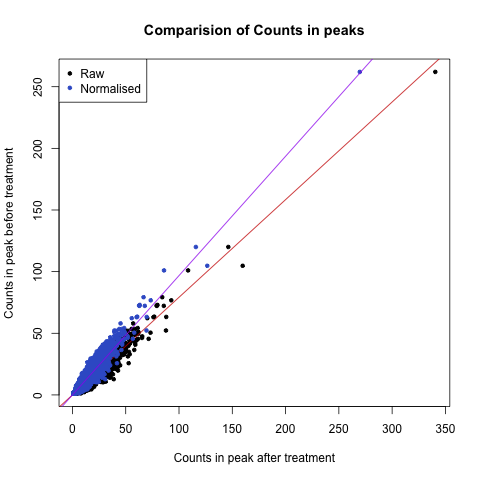 Comparision of Counts in peaks
Raw
Normalised
Counts in peak before treatment
250
200
150
100
50
0
0 50 100 150 200 250 300 350
Counts in peak after treatment